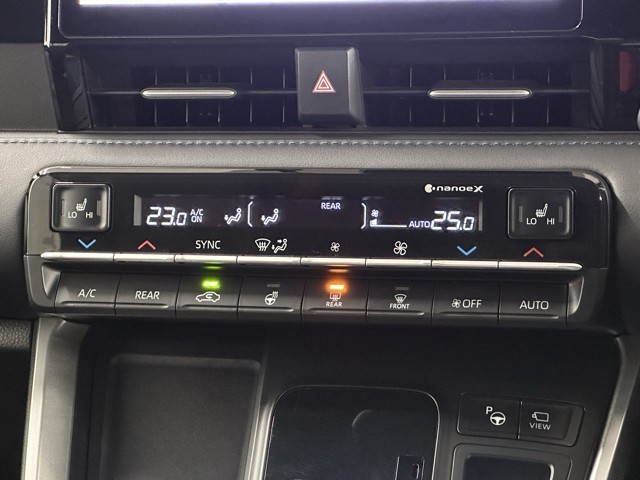 nanoeX
LO HI
23.0 A/C ON
REAR
AUTO 25.0
LO HI
SYNC
A/C REAR REAR FRONT OFF AUTO
P
VIEW